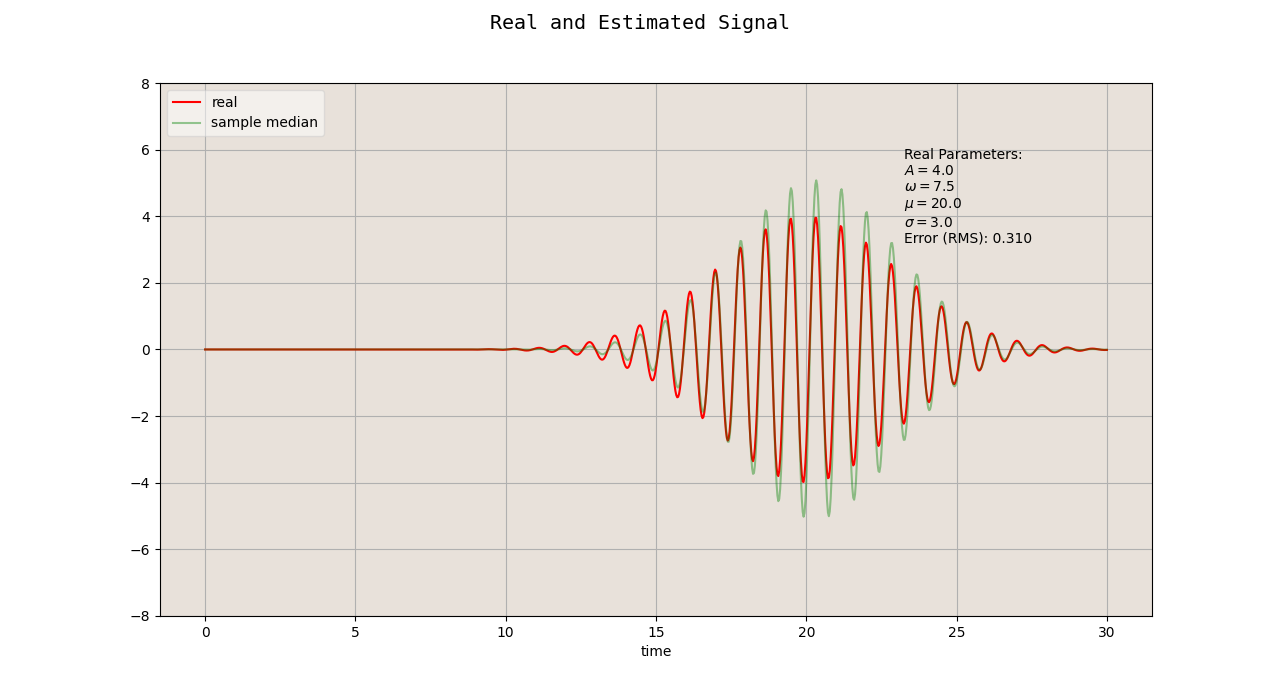 Real and Estimated Signal
8
real
sample median
6
Real Parameters:
A = 4.0
ω = 7.5
μ = 20.0
σ = 3.0
Error (RMS): 0.310
4
2
0
−2
−4
−6
−8
0 5 10 15 20 25 30
time